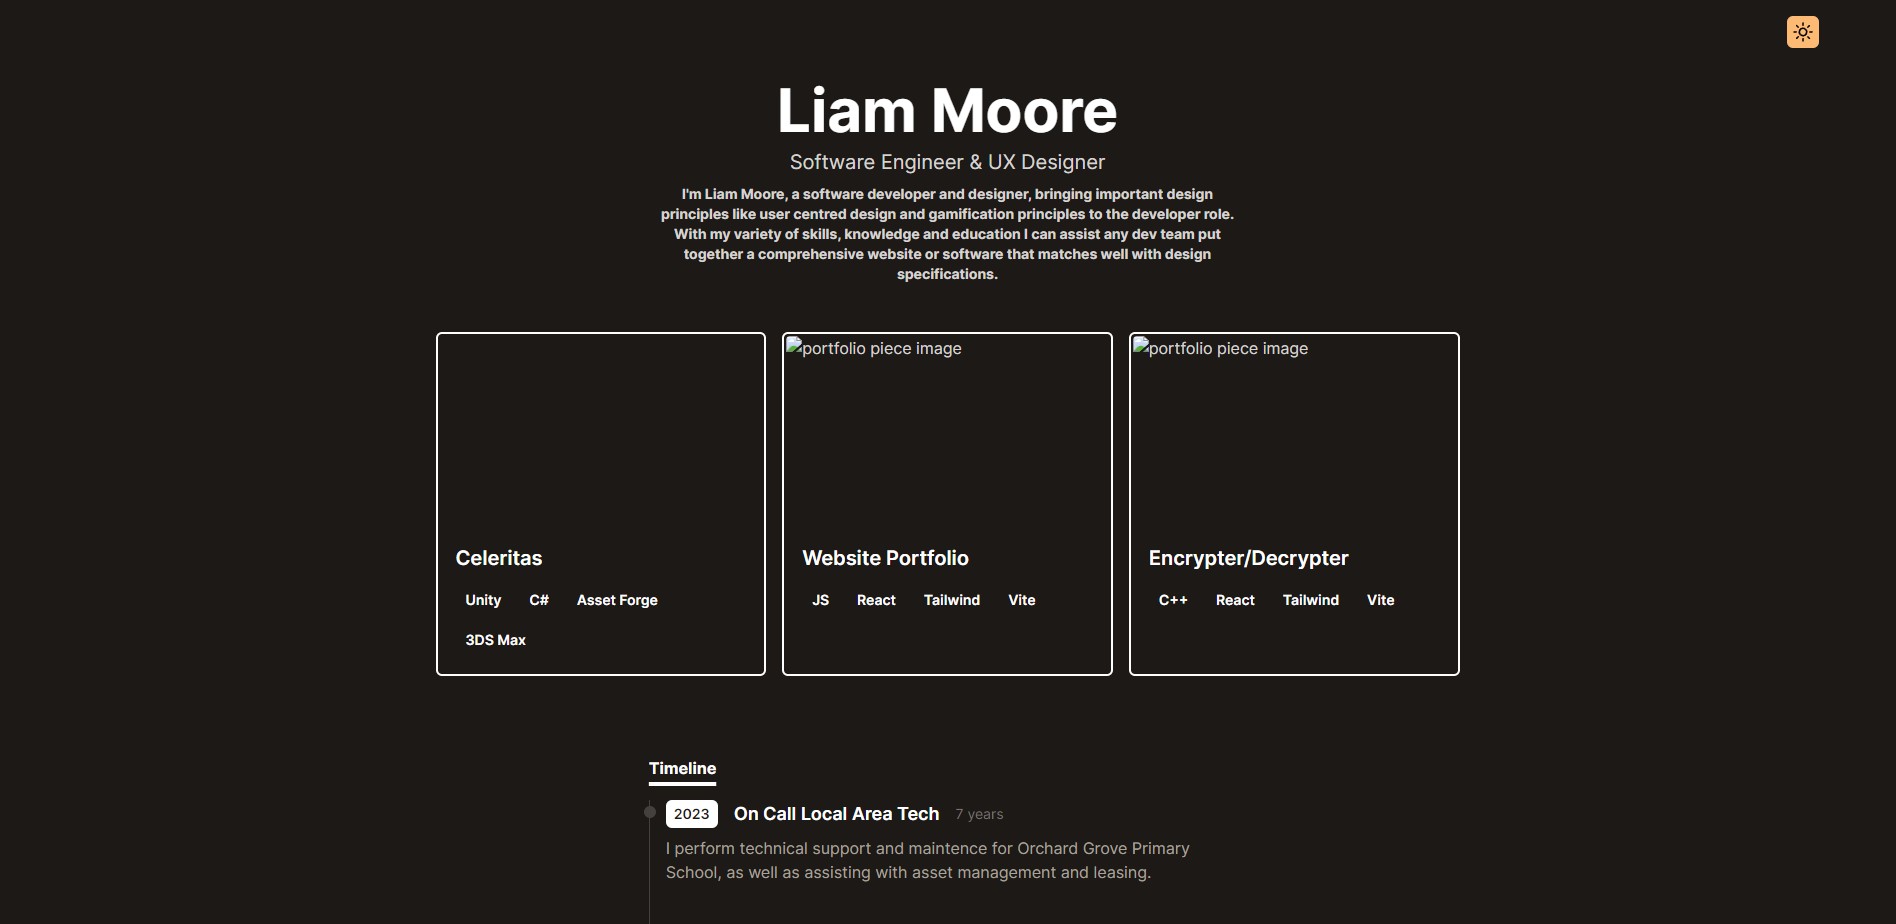 Liam Moore
Software Engineer & UX Designer
I'm Liam Moore, a software developer and designer, bringing important design
principles like user centred design and gamification principles to the developer role.
With my variety of skills, knowledge and education I can assist any dev team put
together a comprehensive website or software that matches well with design
specifications.
portfolio piece image
portfolio piece image
Celeritas
Unity C# Asset Forge
3DS Max
Website Portfolio
JS React Tailwind Vite
Encrypter/Decrypter
C++ React Tailwind Vite
Timeline
2023 On Call Local Area Tech 7 years
I perform technical support and maintence for Orchard Grove Primary
School, as well as assisting with asset management and leasing.